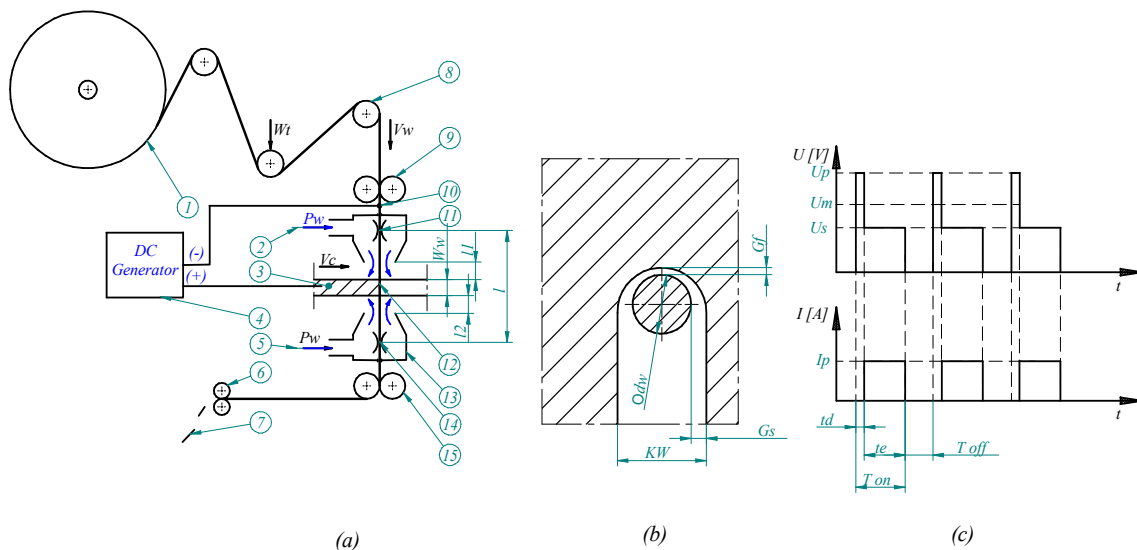 8
Wt
Vw
9
1
10
11
Pw
2
Vc
Ww
l1
(-)
DC
Generator
(+)
3
l
l2
4
Pw
5
12
13
6
7
14
15
(a)
Gf
Ødw
Gs
KW
(b)
U [V]
Up
Um
Us
t
I [A]
Ip
t
td
te
T off
T on
(c)